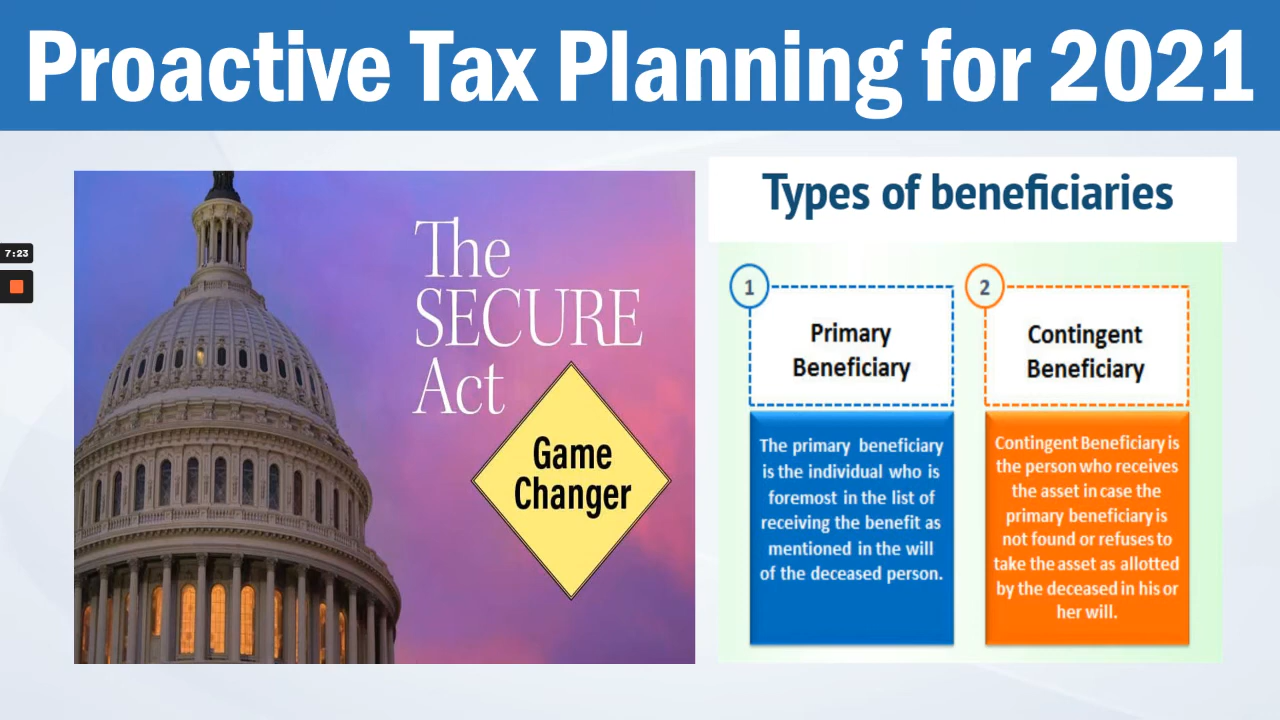 Proactive Tax Planning for 2021
7:23
The
SECURE
Act
Game
Changer
Types of beneficiaries
1
Primary
Beneficiary
The primary beneficiary
is the individual who is
foremost in the list of
receiving the benefit as
mentioned in the will
of the deceased person.
2
Contingent
Beneficiary
Contingent Beneficiary is
the person who receives
the asset in case the
primary beneficiary is
not found or refuses to
take the asset as allotted
by the deceased in his or
her will.